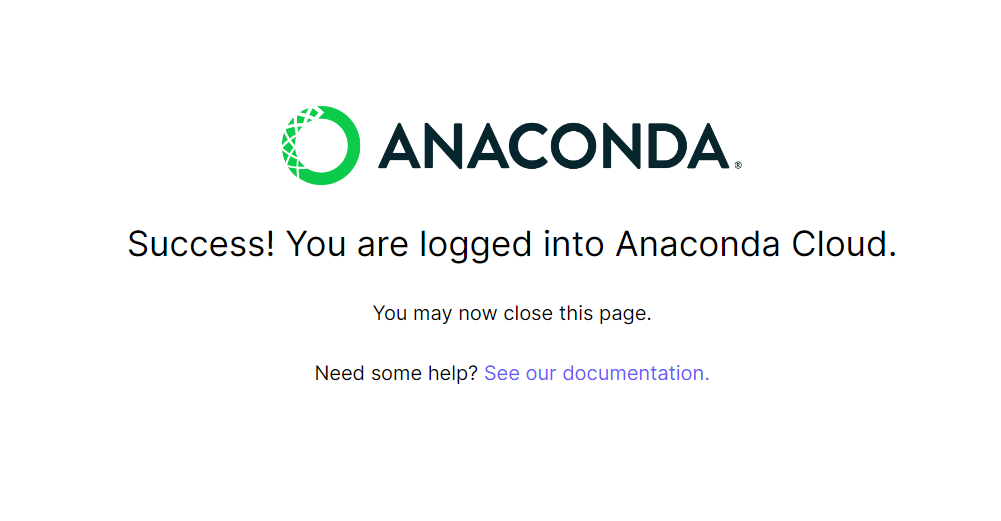 ANACONDA®
Success! You are logged into Anaconda Cloud.
You may now close this page.
Need some help? See our documentation.